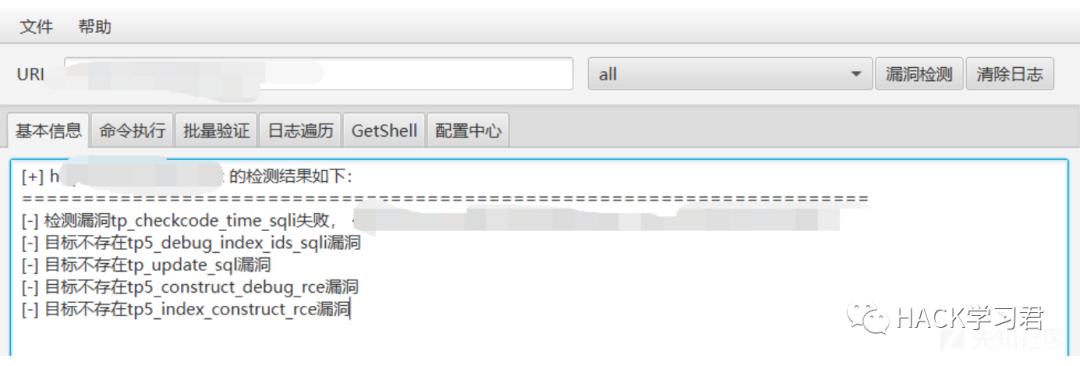 文件 帮助
URI all 漏洞检测 清除日志
基本信息 命令执行 批量验证 日志遍历 GetShell 配置中心
[+] h 的检测结果如下:
======================================================================
[-] 检测漏洞tp_checkcode_time_sqli失败，
[-] 目标不存在tp5_debug_index_ids_sqli漏洞
[-] 目标不存在tp_update_sql漏洞
[-] 目标不存在tp5_construct_debug_rce漏洞
[-] 目标不存在tp5_index_construct_rce漏洞
HACK学习君
先知社区